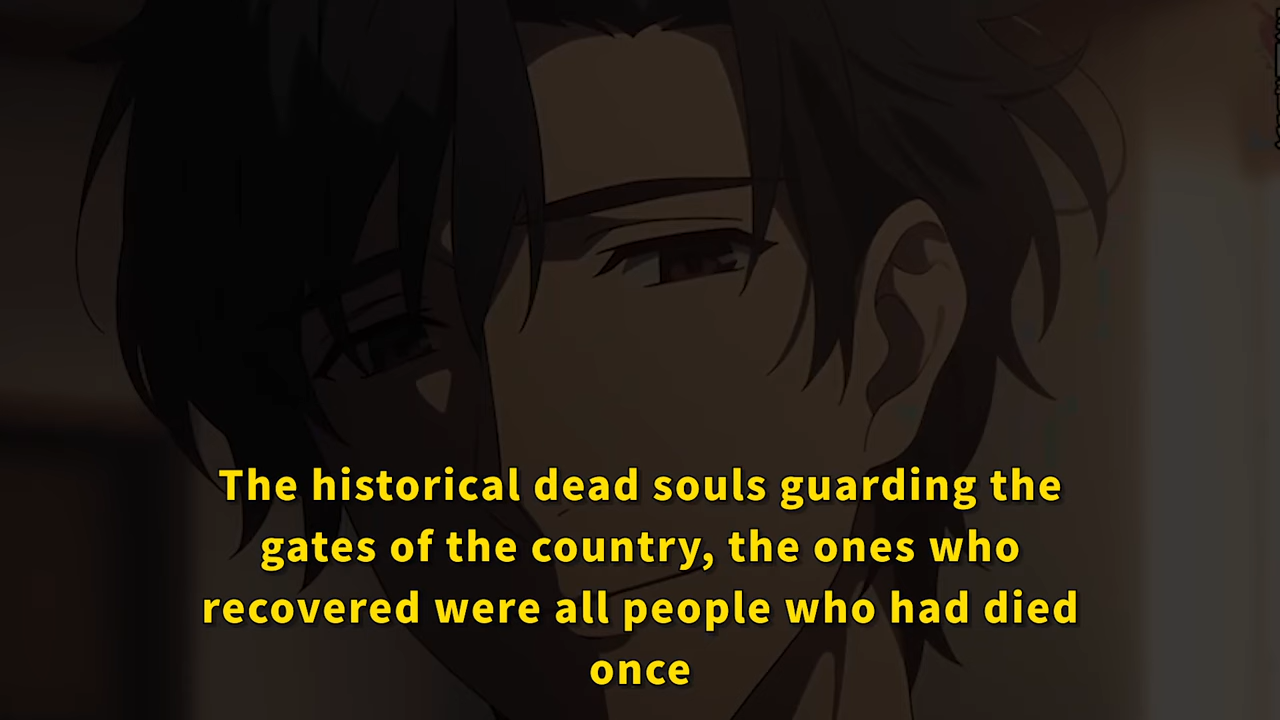 The historical dead souls guarding the
gates of the country, the ones who
recovered were all people who had died
once